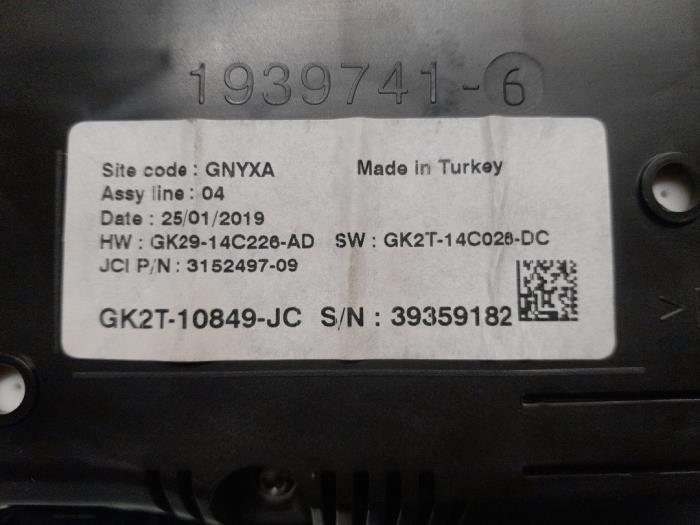 1939741-6
Site code : GNYXA Made in Turkey
Assy line : 04
Date : 25/01/2019
HW : GK29-14C226-AD SW : GK2T-14C026-DC
JCI P/N : 3152497-09
GK2T-10849-JC S/N : 39359182